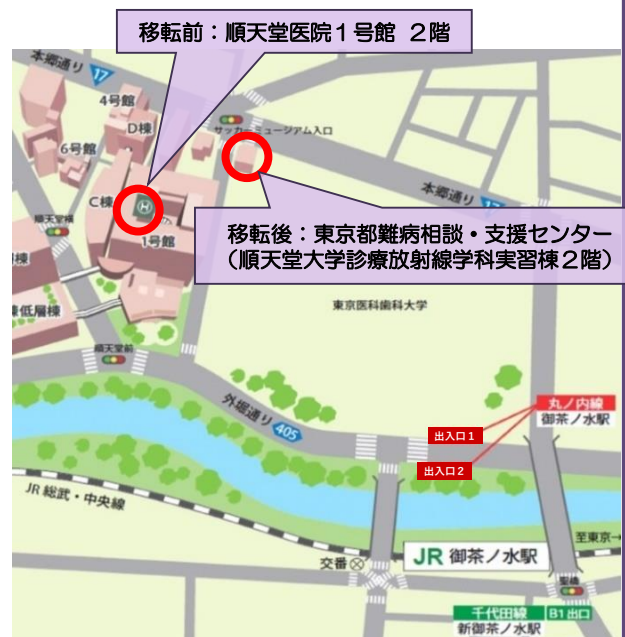 移転前：順天堂医院１号館 ２階
本郷通り 17
4号館
D棟
6号館
サッカーミュージアム入口
本郷通り 17
C棟
H
順天堂横
1号館
移転後：東京都難病相談・支援センター
（順天堂大学診療放射線学科実習棟２階）
棟
棟低層棟
東京医科歯科大学
順天堂前
外堀通り 405
丸ノ内線
御茶ノ水駅
出入口１
出入口２
JR 総武・中央線
至東京→
JR 御茶ノ水駅
交番
聖橋
千代田線 B1出口
新御茶ノ水駅